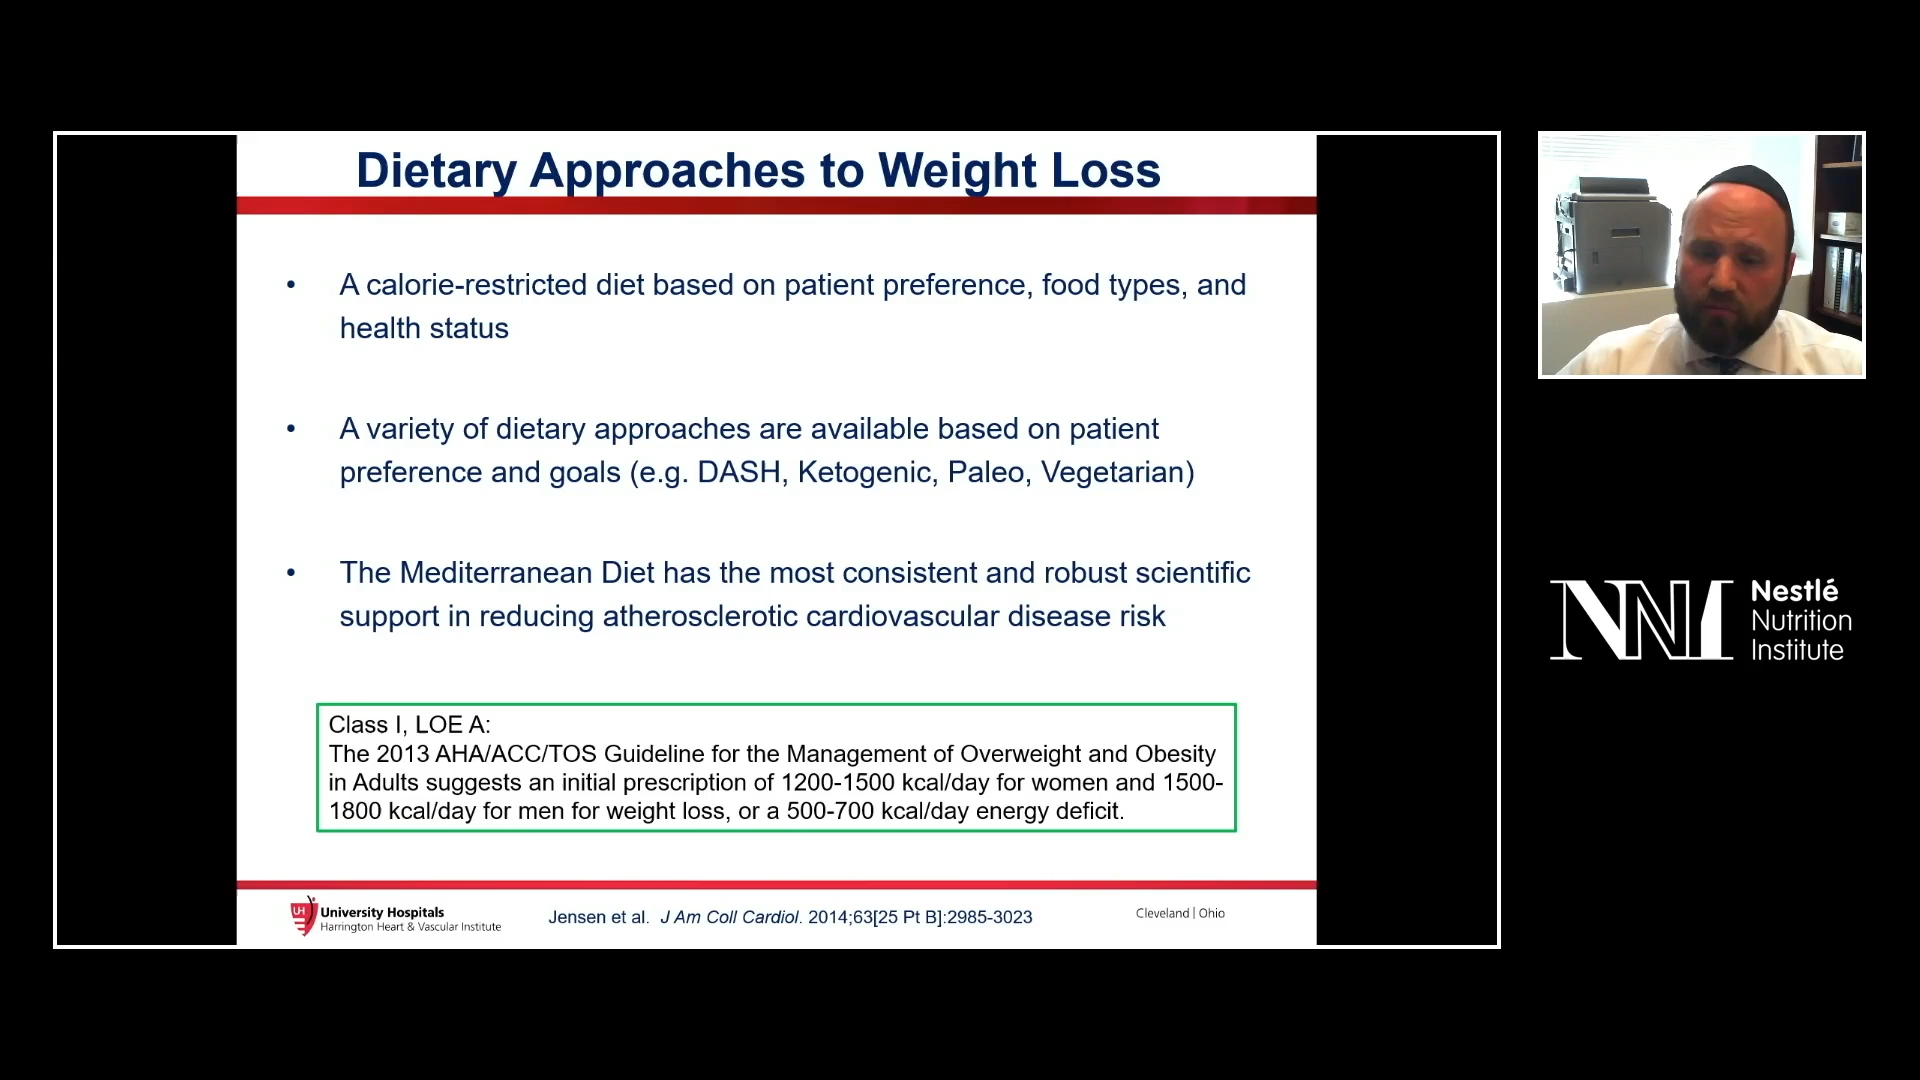 Dietary Approaches to Weight Loss
• A calorie-restricted diet based on patient preference, food types, and
health status
• A variety of dietary approaches are available based on patient
preference and goals (e.g. DASH, Ketogenic, Paleo, Vegetarian)
• The Mediterranean Diet has the most consistent and robust scientific
support in reducing atherosclerotic cardiovascular disease risk
Class I, LOE A:
The 2013 AHA/ACC/TOS Guideline for the Management of Overweight and Obesity
in Adults suggests an initial prescription of 1200-1500 kcal/day for women and 1500-
1800 kcal/day for men for weight loss, or a 500-700 kcal/day energy deficit.
UH
University Hospitals
Harrington Heart & Vascular Institute
Jensen et al. J Am Coll Cardiol. 2014;63[25 Pt B]:2985-3023
Cleveland | Ohio
NNI
Nestlé
Nutrition
Institute